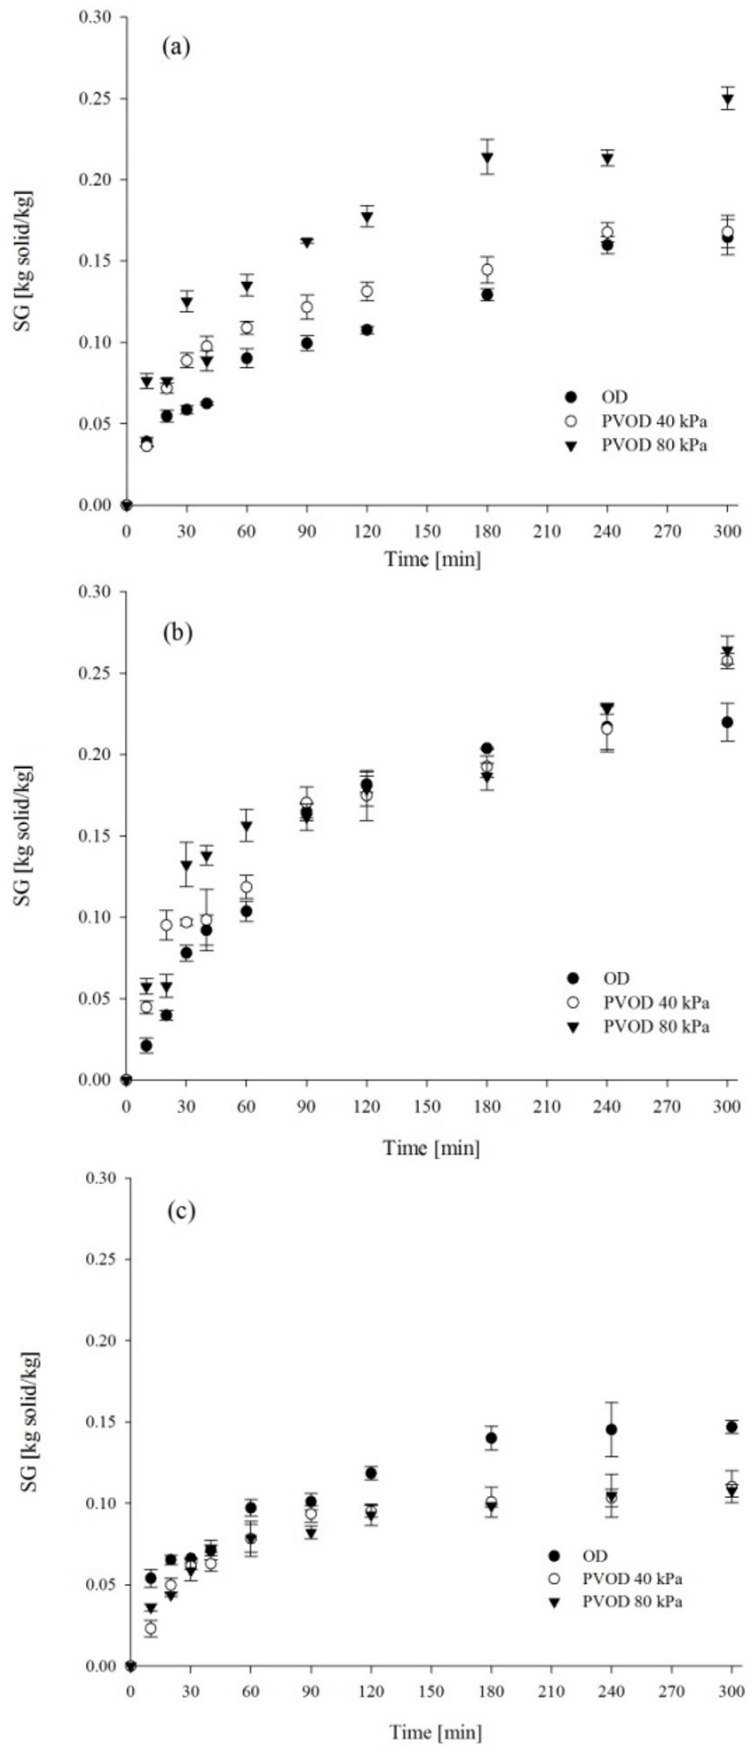 (a)
0.30
0.25
0.20
0.15
0.10
0.05
0.00
SG [kg solid/kg]
OD
PVOD 40 kPa
PVOD 80 kPa
0 30 60 90 120 150 180 210 240 270 300
Time [min]
(b)
0.30
0.25
0.20
0.15
0.10
0.05
0.00
SG [kg solid/kg]
OD
PVOD 40 kPa
PVOD 80 kPa
0 30 60 90 120 150 180 210 240 270 300
Time [min]
(c)
0.30
0.25
0.20
0.15
0.10
0.05
0.00
SG [kg solid/kg]
OD
PVOD 40 kPa
PVOD 80 kPa
0 30 60 90 120 150 180 210 240 270 300
Time [min]